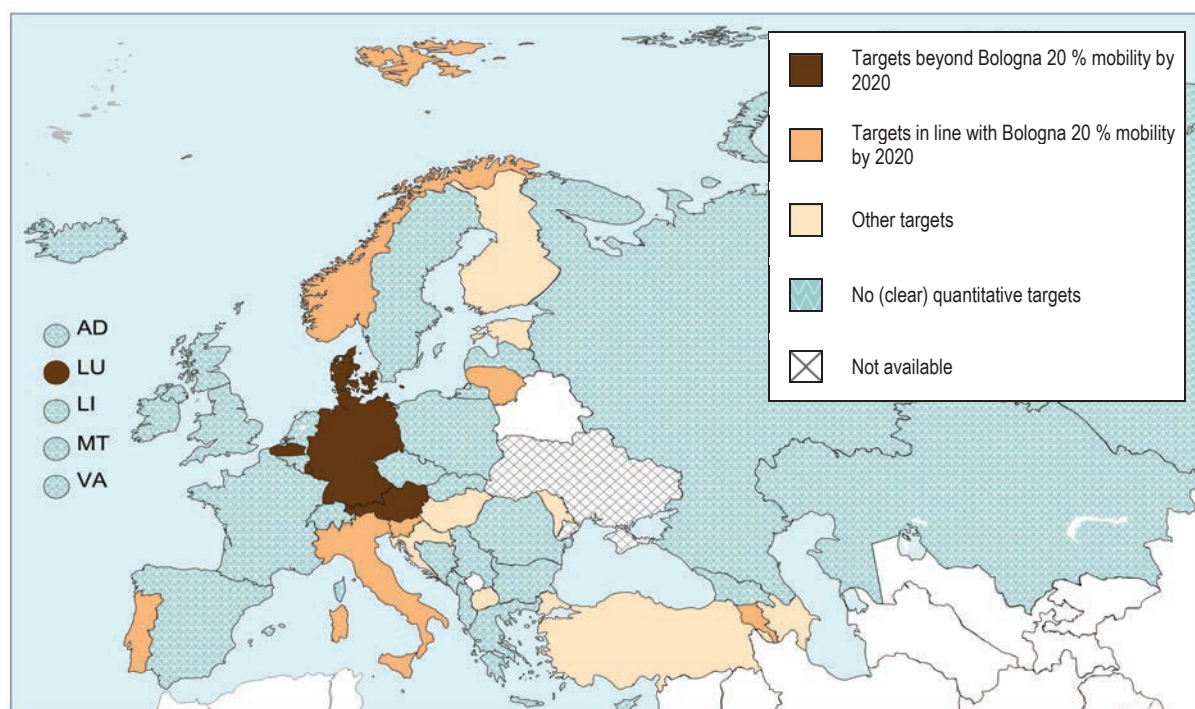 Targets beyond Bologna 20 % mobility by
2020
Targets in line with Bologna 20 % mobility
by 2020
Other targets
No (clear) quantitative targets
Not available
AD
LU
LI
MT
VA